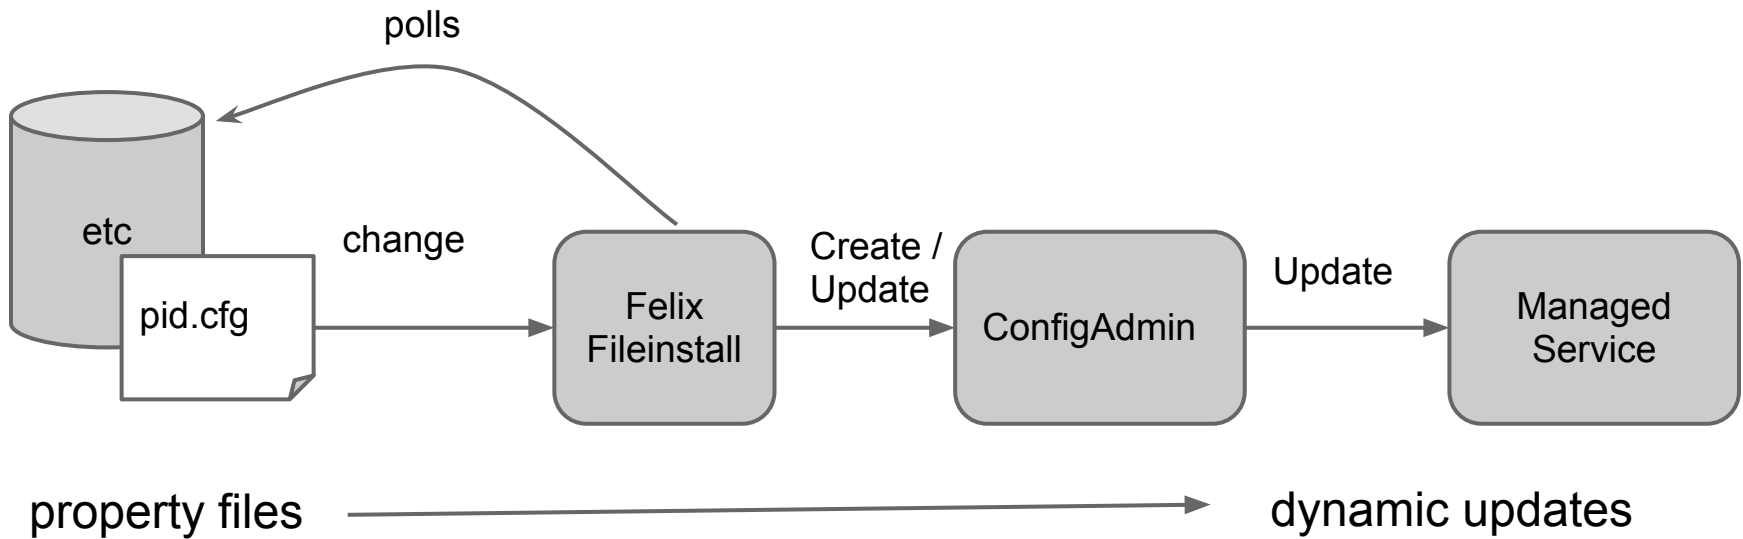 polls
etc
pid.cfg
change
Felix
Fileinstall
Create /
Update
ConfigAdmin
Update
Managed
Service
property files
dynamic updates